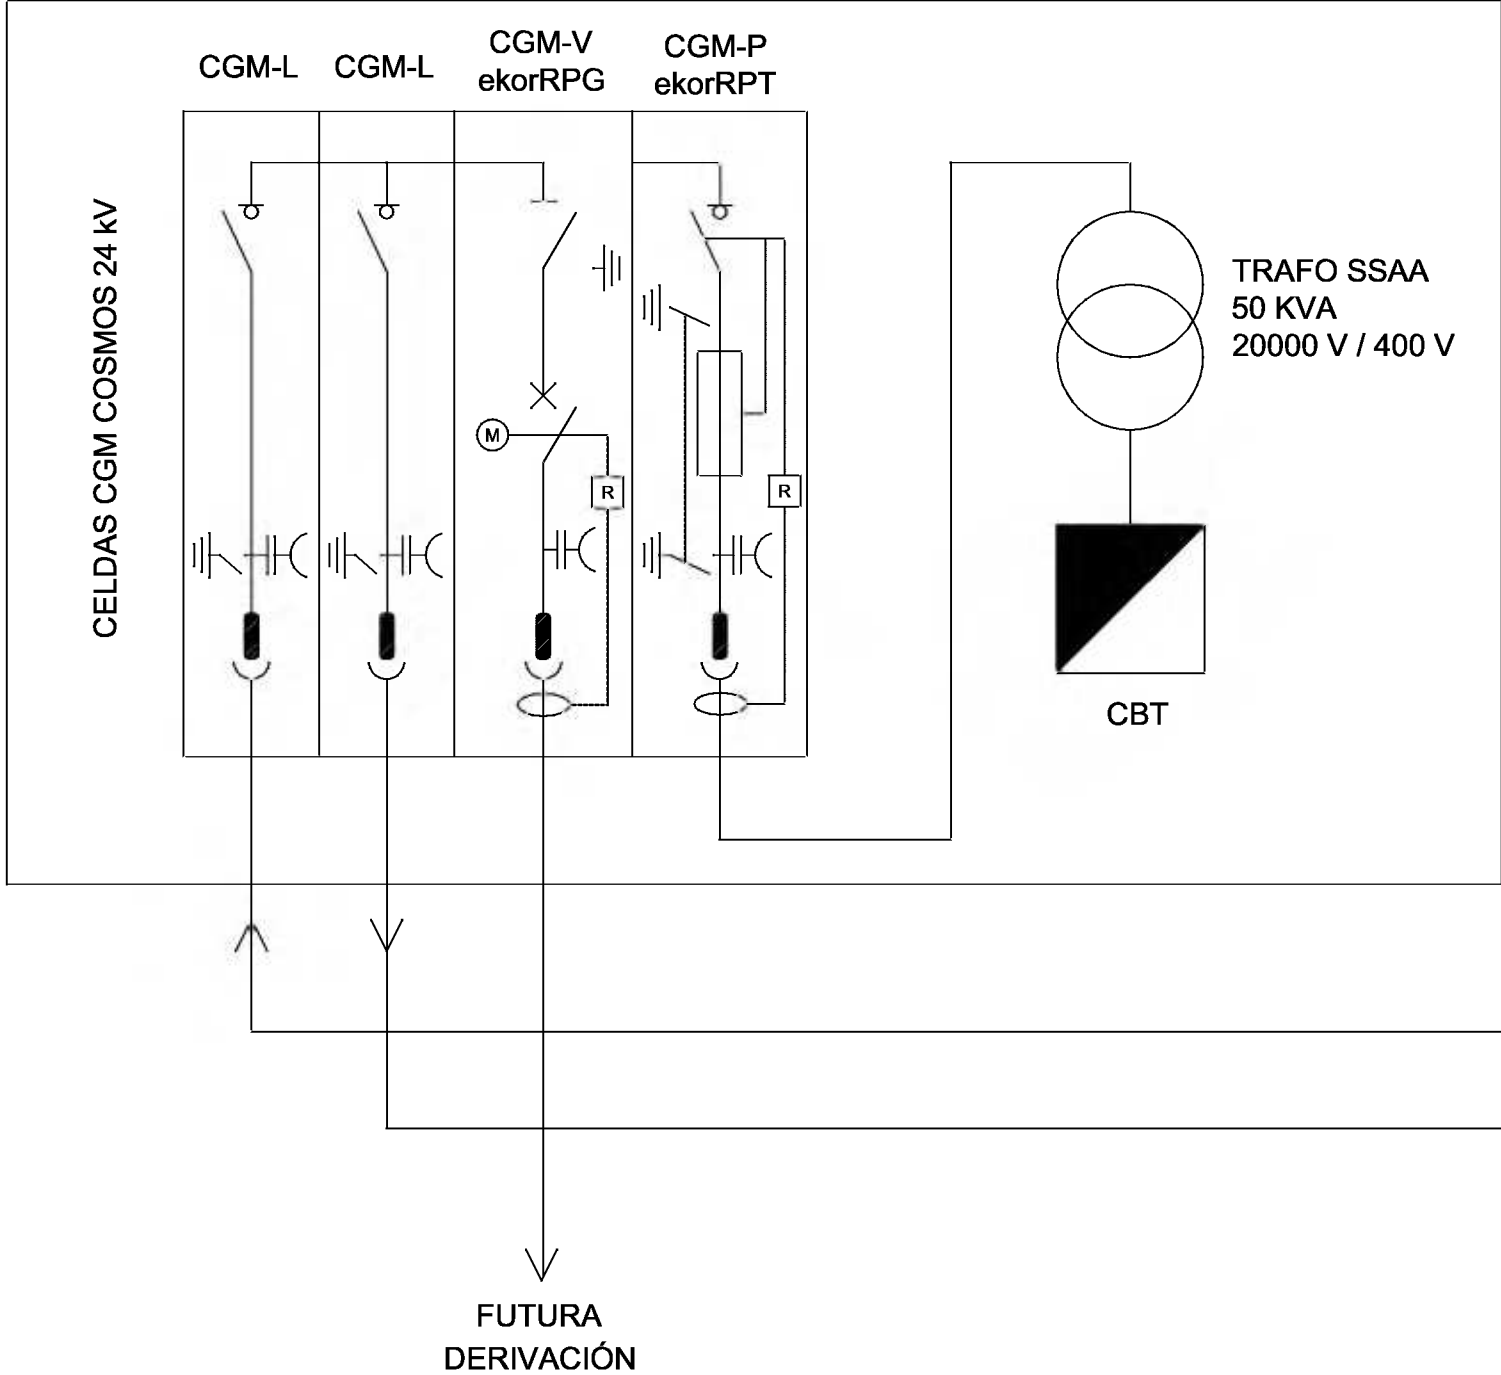 CGM-L
CGM-L
CGM-V
ekorRPG
CGM-P
ekorRPT
CELDAS CGM COSMOS 24 kV
M
R
R
TRAFO SSAA
50 KVA
20000 V / 400 V
CBT
FUTURA
DERIVACIÓN